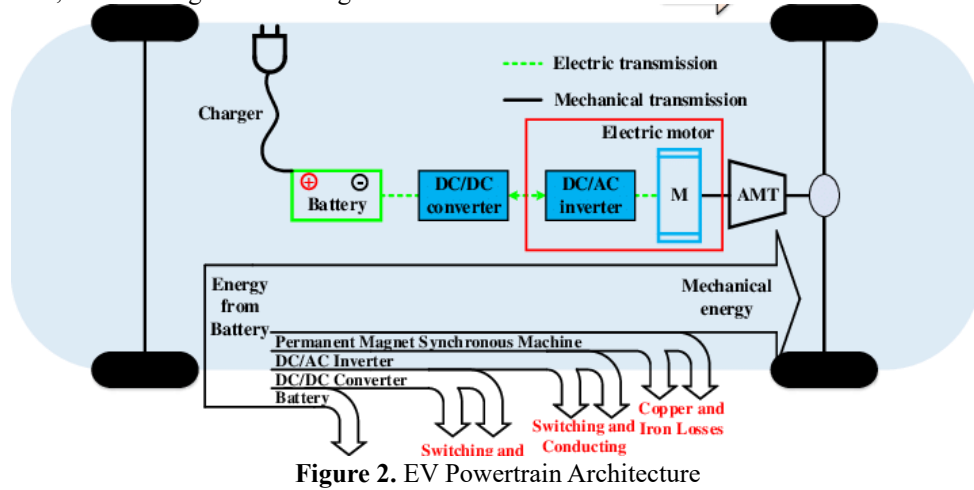 Electric transmission
Charger
Mechanical transmission
Electric motor
Battery
DC/DC
converter
DC/AC
inverter
M
AMT
Energy
from
Battery
Mechanical
energy
Permanent Magnet Synchronous Machine
DC/AC Inverter
DC/DC Converter
Battery
Switching and
Switching and
Conducting
Copper and
Iron Losses
Figure 2. EV Powertrain Architecture